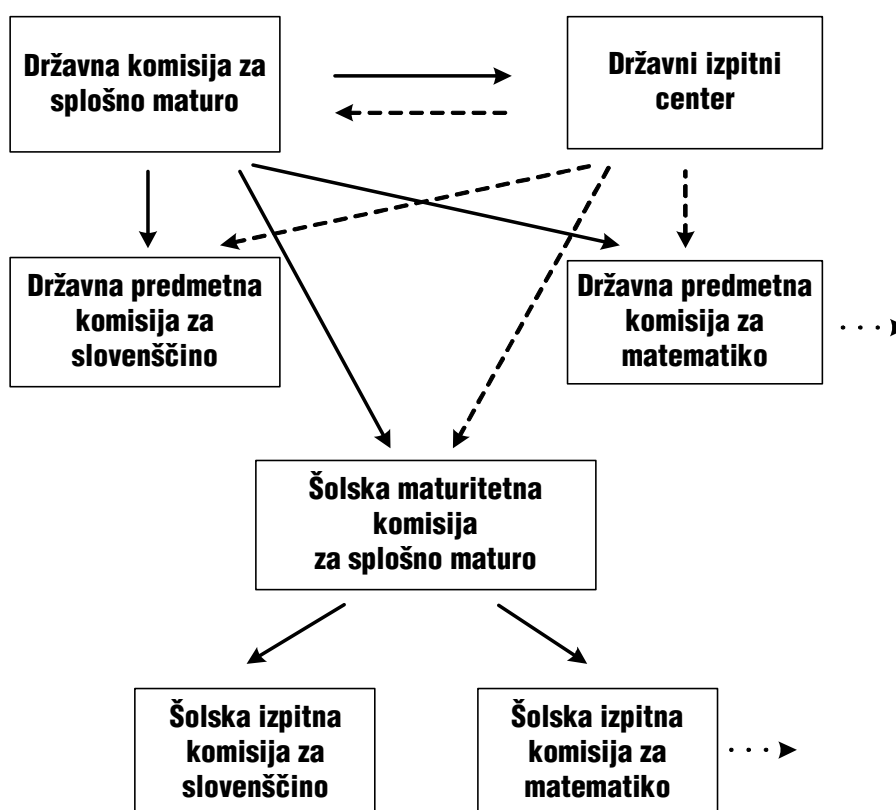 Državna komisija za
splošno maturo
Državni izpitni
center
Državna predmetna
komisija za
slovenščino
Državna predmetna
komisija za
matematiko
Šolska maturitetna
komisija
za splošno maturo
Šolska izpitna
komisija za
slovenščino
Šolska izpitna
komisija za
matematiko